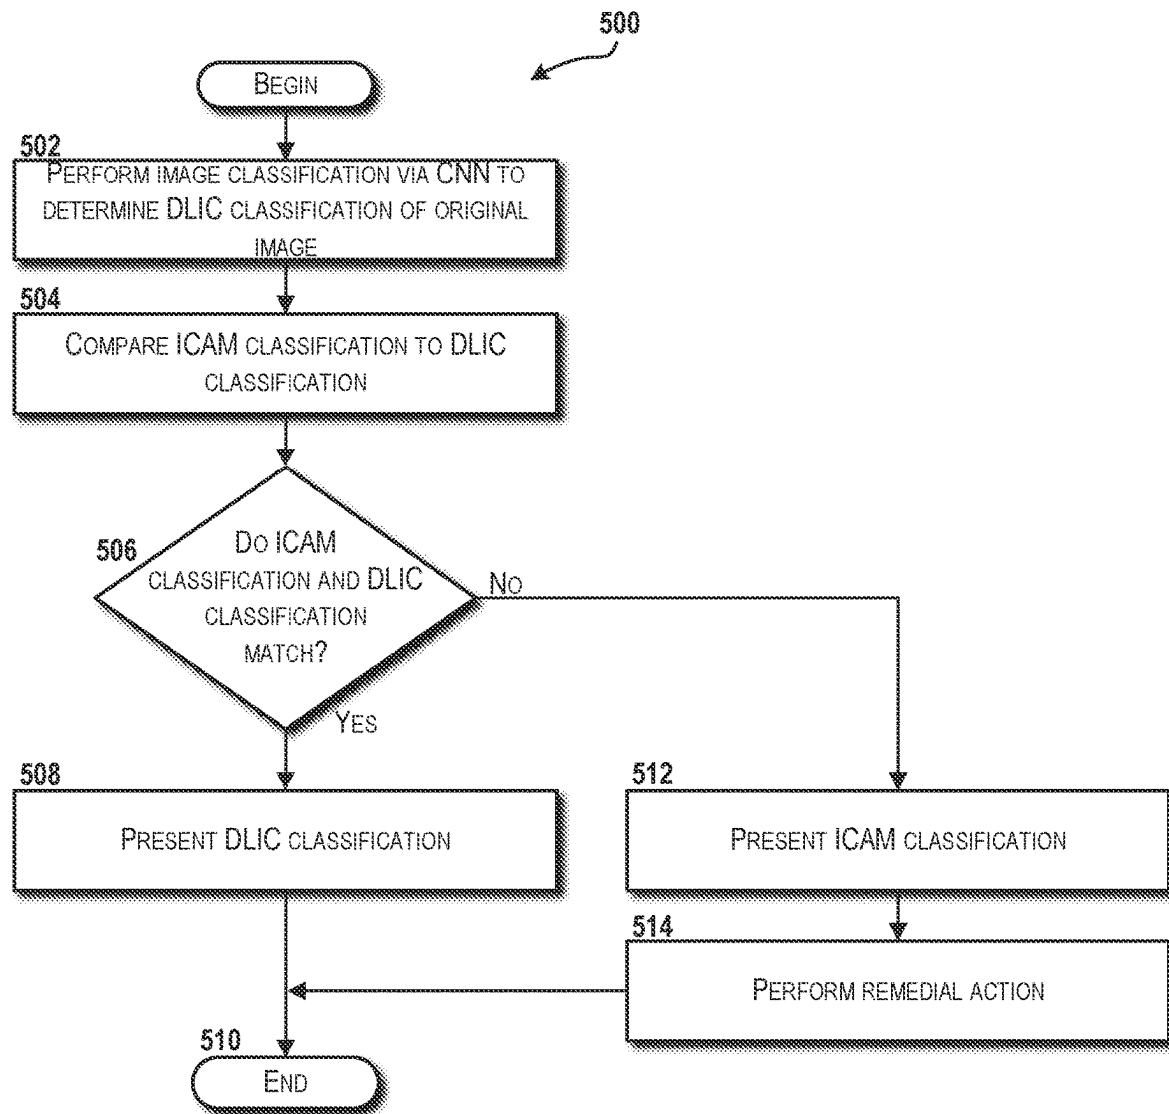 500
BEGIN
502
PERFORM IMAGE CLASSIFICATION VIA CNN TO
DETERMINE DLIC CLASSIFICATION OF ORIGINAL
IMAGE
504
COMPARE ICAM CLASSIFICATION TO DLIC
CLASSIFICATION
506
DO ICAM
CLASSIFICATION AND DLIC
CLASSIFICATION
MATCH?
NO
YES
508
PRESENT DLIC CLASSIFICATION
512
PRESENT ICAM CLASSIFICATION
514
PERFORM REMEDIAL ACTION
510
END